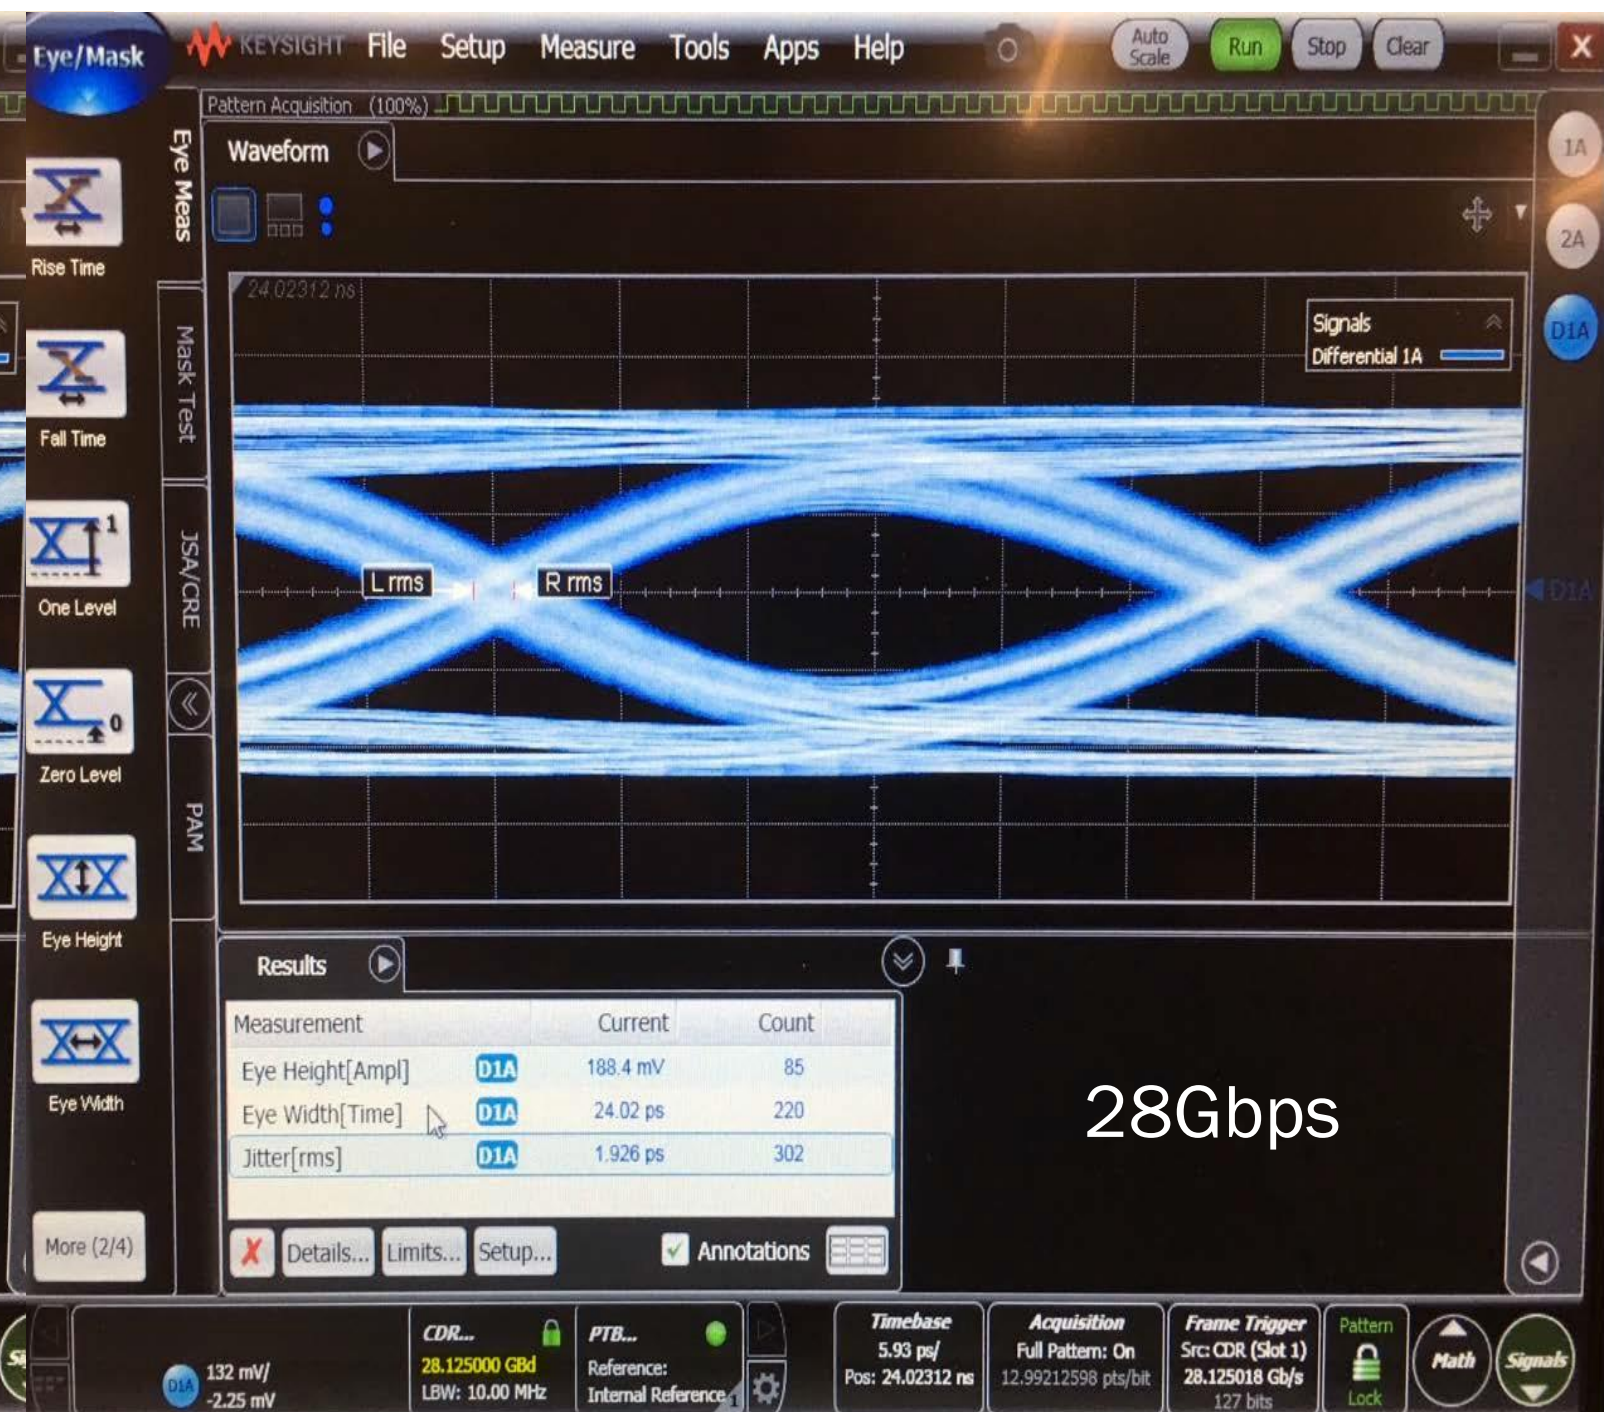 Eye/Mask
KEYSIGHT File Setup Measure Tools Apps Help
Auto Scale
Run
Stop
Clear
X
Pattern Acquisition (100%)
Waveform
1A
2A
D1A
Eye Meas
Mask Test
JSA/CRE
PAM
Rise Time
Fall Time
1
One Level
0
Zero Level
Eye Height
Eye Width
More (2/4)
24.02312 ns
Signals
Differential 1A
L rms
R rms
D1A
Results
Measurement Current Count
Eye Height[Ampl] D1A 188.4 mV 85
Eye Width[Time] D1A 24.02 ps 220
Jitter[rms] D1A 1.926 ps 302
X Details... Limits... Setup... Annotations
28Gbps
D1A
132 mV/
-2.25 mV
CDR...
28.125000 GBd
LBW: 10.00 MHz
PTB...
Reference:
Internal Reference
1
Timebase
5.93 ps/
Pos: 24.02312 ns
Acquisition
Full Pattern: On
12.99212598 pts/bit
Frame Trigger
Src: CDR (Slot 1)
28.125018 Gb/s
127 bits
Pattern
Lock
Math
Signals